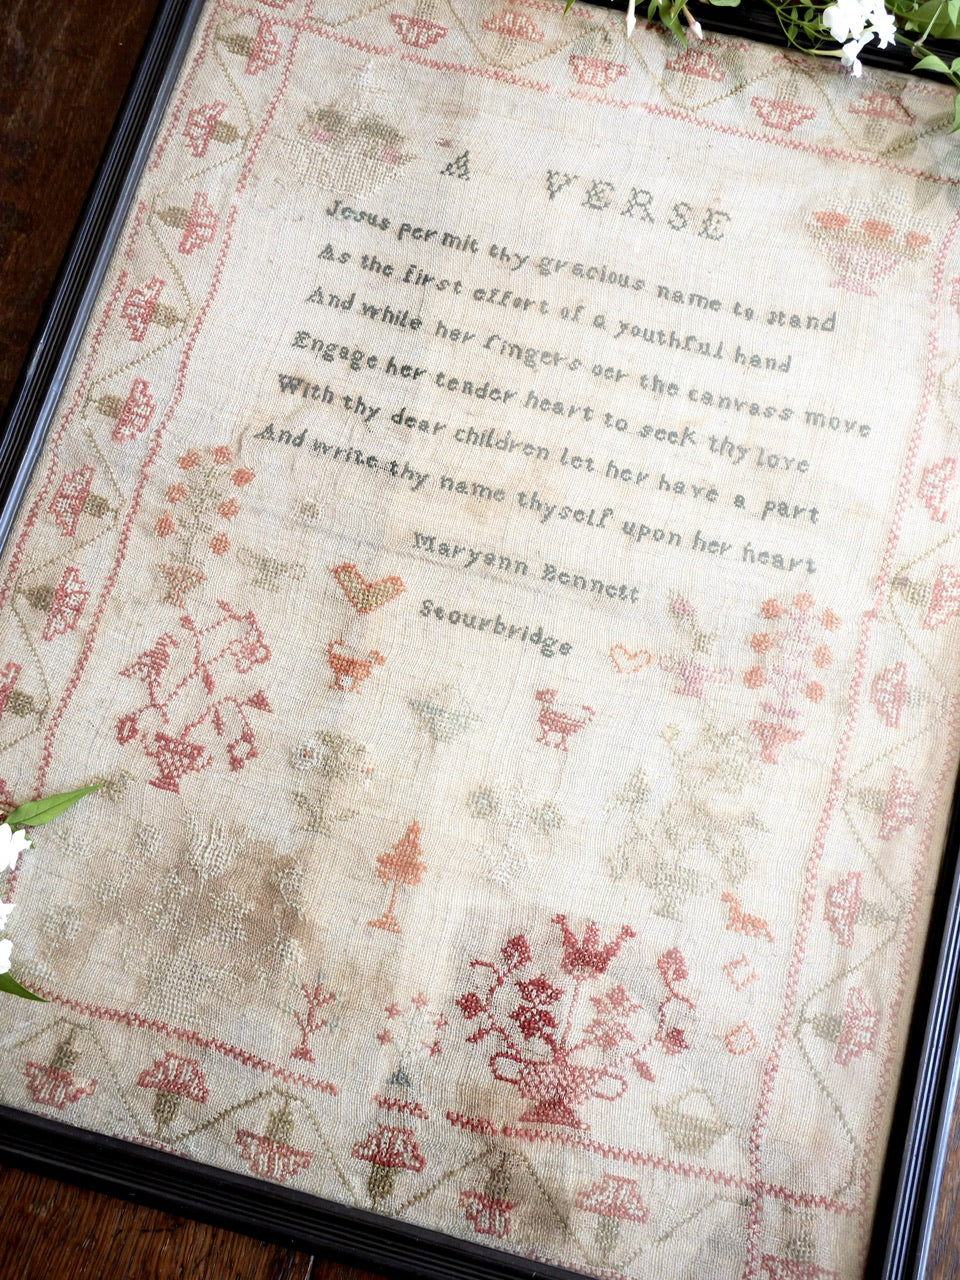 A VERSE
Jesus permit thy gracious name to stand
As the first effort of a youthful hand
And while her fingers oer the canvass move
Engage her tender heart to seek thy love
With thy dear children let her have a part
And write thy name thyself upon her heart
Maryann Bennett
Stourbridge